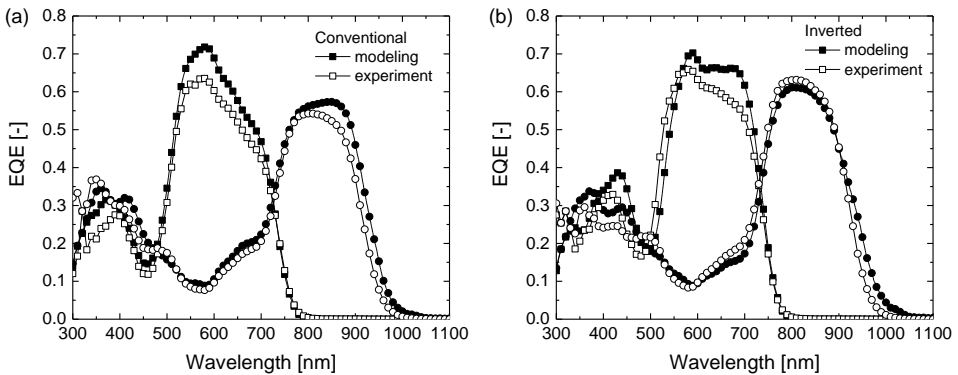 (a)
Conventional
modeling
experiment
EQE [-]
0.8
0.7
0.6
0.5
0.4
0.3
0.2
0.1
0.0
300 400 500 600 700 800 900 1000 1100
Wavelength [nm]
(b)
Inverted
modeling
experiment
EQE [-]
0.8
0.7
0.6
0.5
0.4
0.3
0.2
0.1
0.0
300 400 500 600 700 800 900 1000 1100
Wavelength [nm]